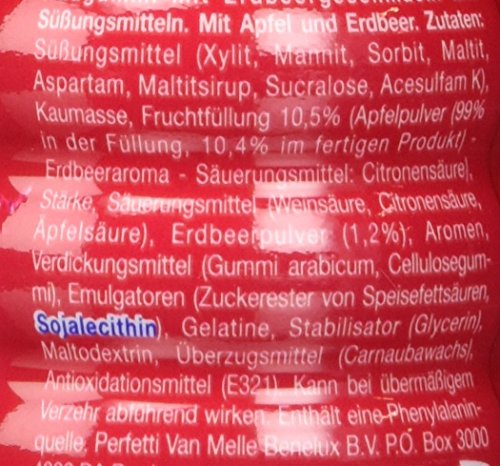 mit Erdbeergeschmack
Süßungsmitteln. Mit Apfel und Erdbeer. Zutaten:
Süßungsmittel (Xylit, Mannit, Sorbit, Maltit,
Aspartam, Maltitsirup, Sucralose, Acesulfam K),
Kaumasse, Fruchtfüllung 10,5% (Apfelpulver (99%
in der Füllung, 10,4% im fertigen Produkt) -
Erdbeeraroma - Säuerungsmittel: Citronensäure),
Stärke, Säuerungsmittel (Weinsäure, Citronensäure,
Äpfelsäure), Erdbeerpulver (1,2%), Aromen,
Verdickungsmittel (Gummi arabicum, Cellulosegum-
mi), Emulgatoren (Zuckerester von Speisefettsäuren,
Sojalecithin), Gelatine, Stabilisator (Glycerin),
Maltodextrin, Überzugsmittel (Carnaubawachs),
Antioxidationsmittel (E321). Kann bei übermäßigem
Verzehr abführend wirken. Enthält eine Phenylalanin-
quelle. Perfetti Van Melle Benelux B.V. P.O. Box 3000